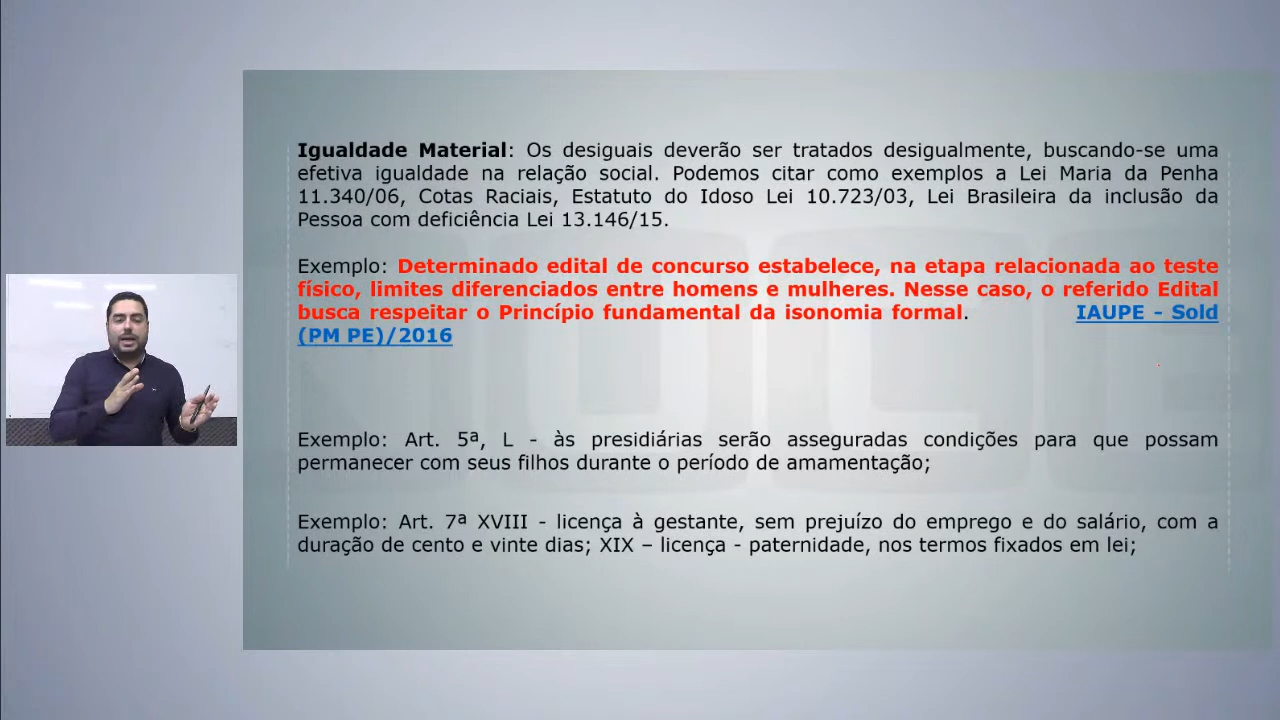 Igualdade Material: Os desiguais deverão ser tratados desigualmente, buscando-se uma
efetiva igualdade na relação social. Podemos citar como exemplos a Lei Maria da Penha
11.340/06, Cotas Raciais, Estatuto do Idoso Lei 10.723/03, Lei Brasileira da inclusão da
Pessoa com deficiência Lei 13.146/15.
Exemplo: Determinado edital de concurso estabelece, na etapa relacionada ao teste
físico, limites diferenciados entre homens e mulheres. Nesse caso, o referido Edital
busca respeitar o Princípio fundamental da isonomia formal. IAUPE - Sold
(PM PE)/2016
Exemplo: Art. 5ª, L - às presidiárias serão asseguradas condições para que possam
permanecer com seus filhos durante o período de amamentação;
Exemplo: Art. 7ª XVIII - licença à gestante, sem prejuízo do emprego e do salário, com a
duração de cento e vinte dias; XIX – licença - paternidade, nos termos fixados em lei;